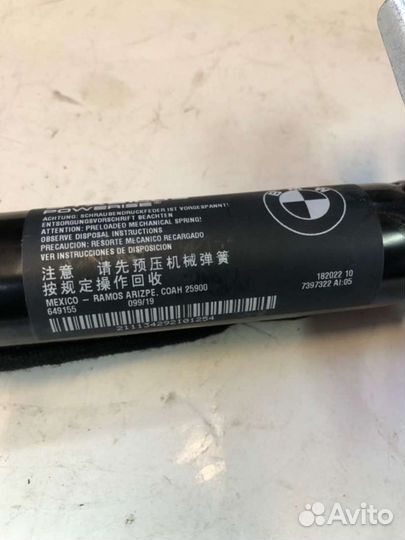 POWERISE
ACHTUNG: SCHRAUBENDRUCKFEDER IST VORGESPANNT!
ENTSORGUNGSVORSCHRIFT BEACHTEN
ATTENTION: PRELOADED MECHANICAL SPRING!
OBSERVE DISPOSAL INSTRUCTIONS
PRECAUCION: RESORTE MECANICO RECARGADO
VER INSTRUCCIONES DE DISPOSICION
注意 请先预压机械弹簧
按规定操作回收
MEXICO - RAMOS ARIZPE, COAH 25900
649155 099/19
2111342921012S4
182022 10
7397322 AI:05
BMW
Avito